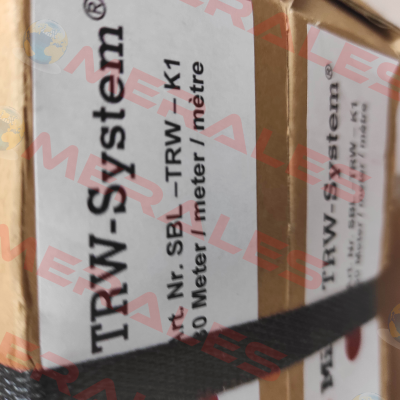 TRW-System®
Art. Nr. SBL –TRW – K1
30 Meter / meter / mètre
TRW-System®
Art. Nr. SBL –TRW – K1
Meter / meter / mètre
MERALES